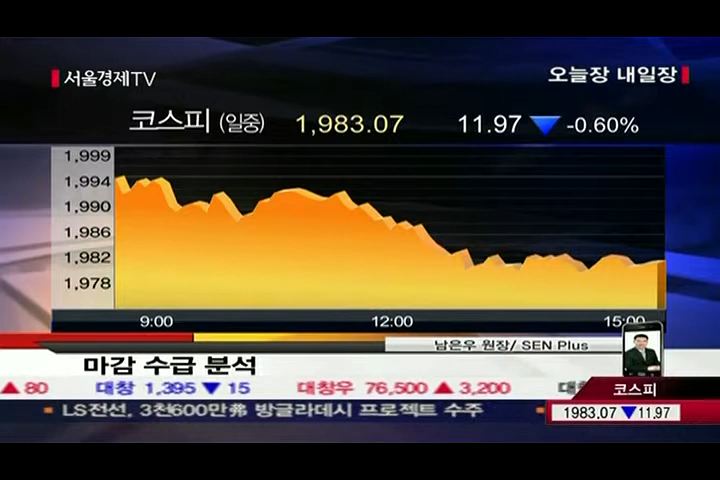 서울경제TV
오늘장 내일장
코스피 (일중) 1,983.07 11.97 ▼ -0.60%
1,999
1,994
1,990
1,986
1,982
1,978
9:00 12:00 15:00
남은우 원장/ SEN Plus
마감 수급 분석
▲ 80 대창 1,395 ▼ 15 대창우 76,500 ▲ 3,200
코스피
LS전선, 3천600만弗 방글라데시 프로젝트 수주
1983.07 ▼11.97